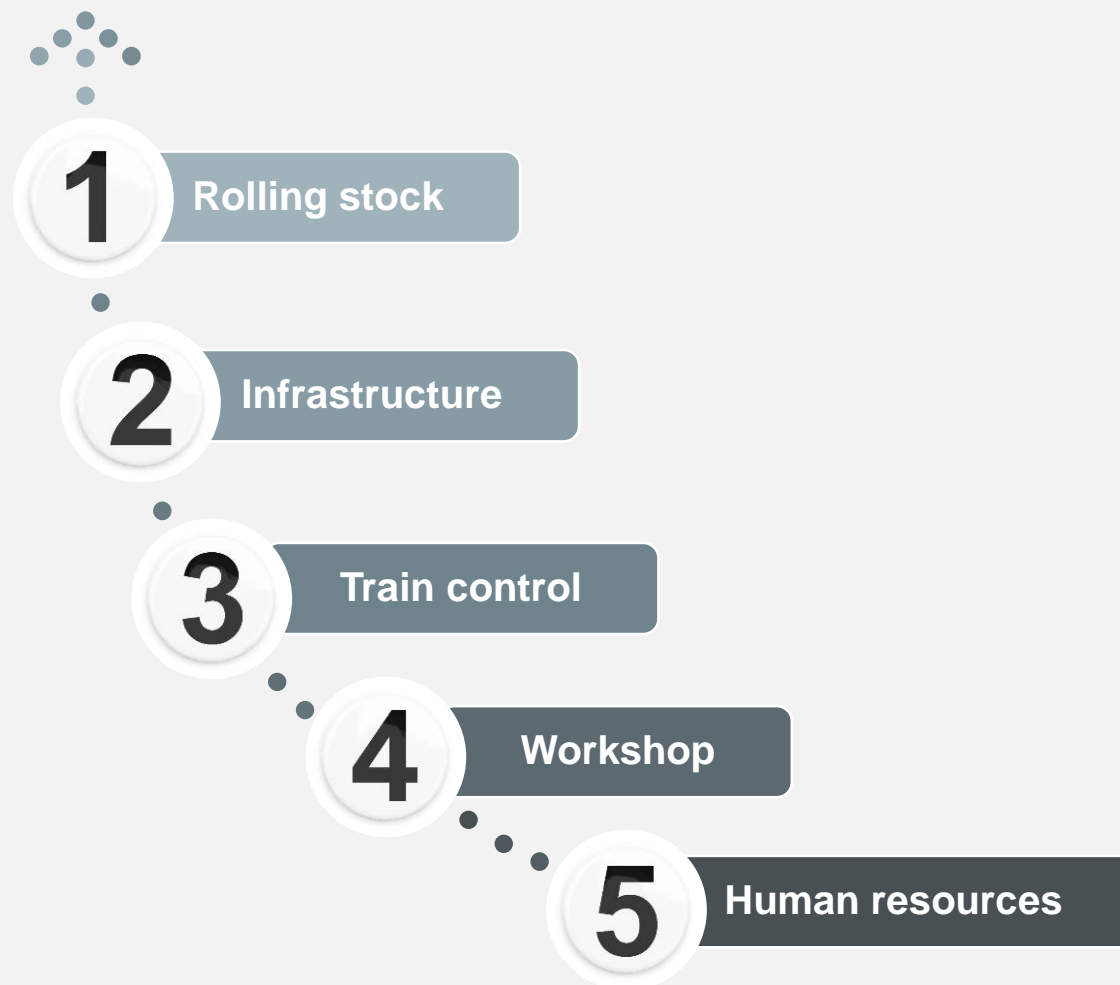 1 Rolling stock
2 Infrastructure
3 Train control
4 Workshop
5 Human resources